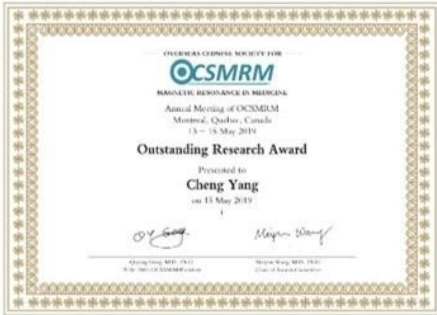 OVERSEAS CHINESE SOCIETY FOR
OCSMRM
MAGNETIC RESONANCE IN MEDICINE
Annual Meeting of OCSMRM
Montreal, Quebec, Canada
13 – 15 May 2019
Outstanding Research Award
Presented to
Cheng Yang
on 15 May 2019